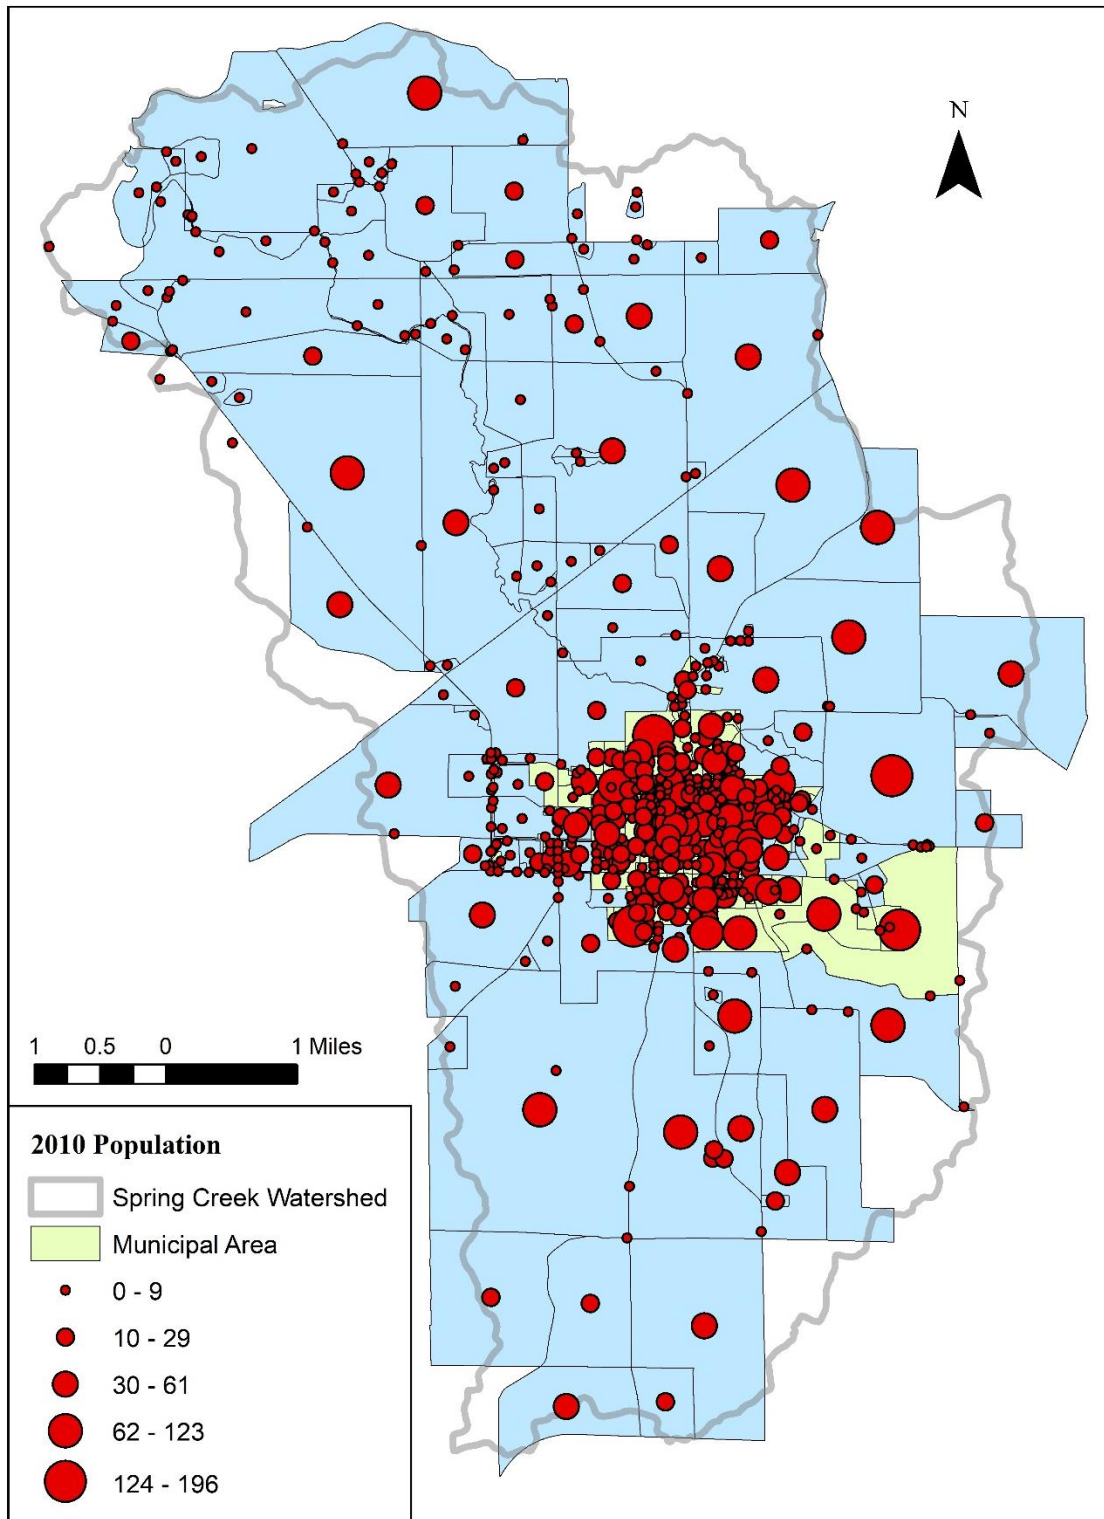 N
1 0.5 0 1 Miles
2010 Population
Spring Creek Watershed
Municipal Area
0 - 9
10 - 29
30 - 61
62 - 123
124 - 196